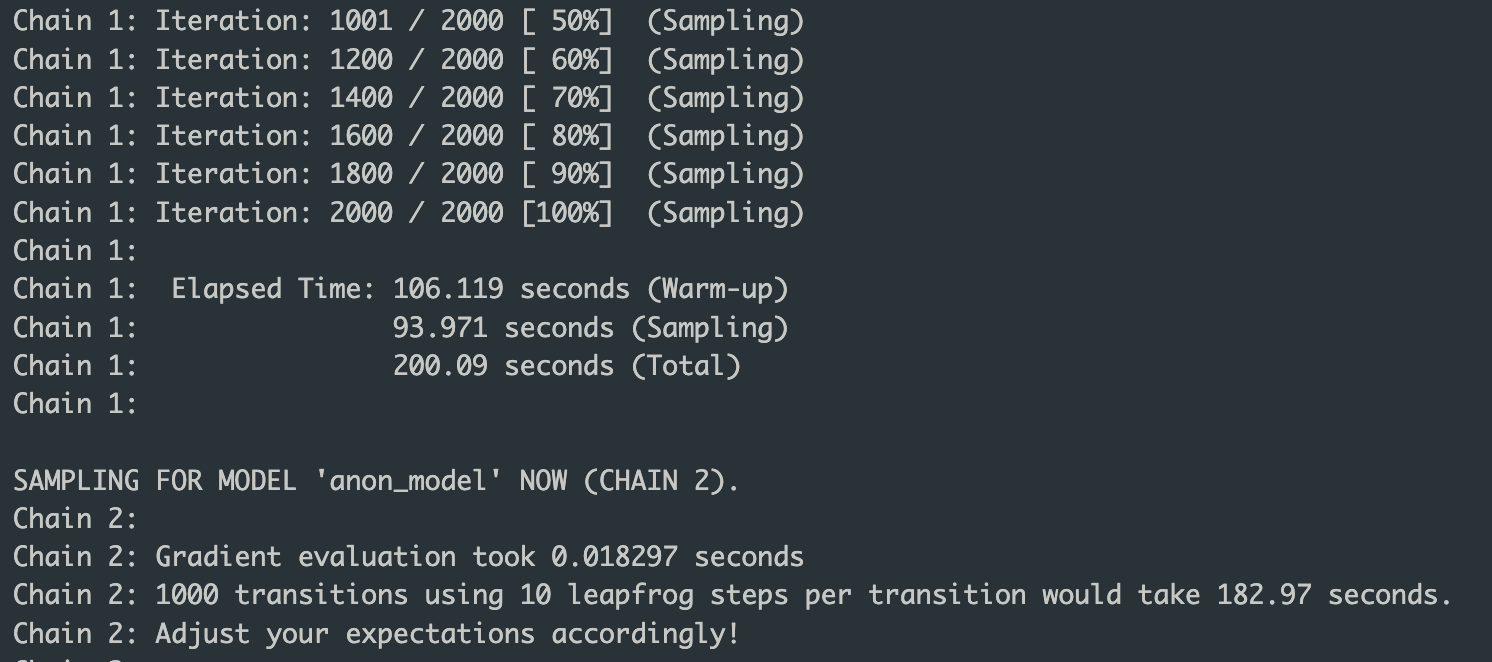 Chain 1: Iteration: 1001 / 2000 [ 50%]  (Sampling)
Chain 1: Iteration: 1200 / 2000 [ 60%]  (Sampling)
Chain 1: Iteration: 1400 / 2000 [ 70%]  (Sampling)
Chain 1: Iteration: 1600 / 2000 [ 80%]  (Sampling)
Chain 1: Iteration: 1800 / 2000 [ 90%]  (Sampling)
Chain 1: Iteration: 2000 / 2000 [100%]  (Sampling)
Chain 1:
Chain 1:  Elapsed Time: 106.119 seconds (Warm-up)
Chain 1:                93.971 seconds (Sampling)
Chain 1:                200.09 seconds (Total)
Chain 1:
SAMPLING FOR MODEL 'anon_model' NOW (CHAIN 2).
Chain 2:
Chain 2: Gradient evaluation took 0.018297 seconds
Chain 2: 1000 transitions using 10 leapfrog steps per transition would take 182.97 seconds.
Chain 2: Adjust your expectations accordingly!